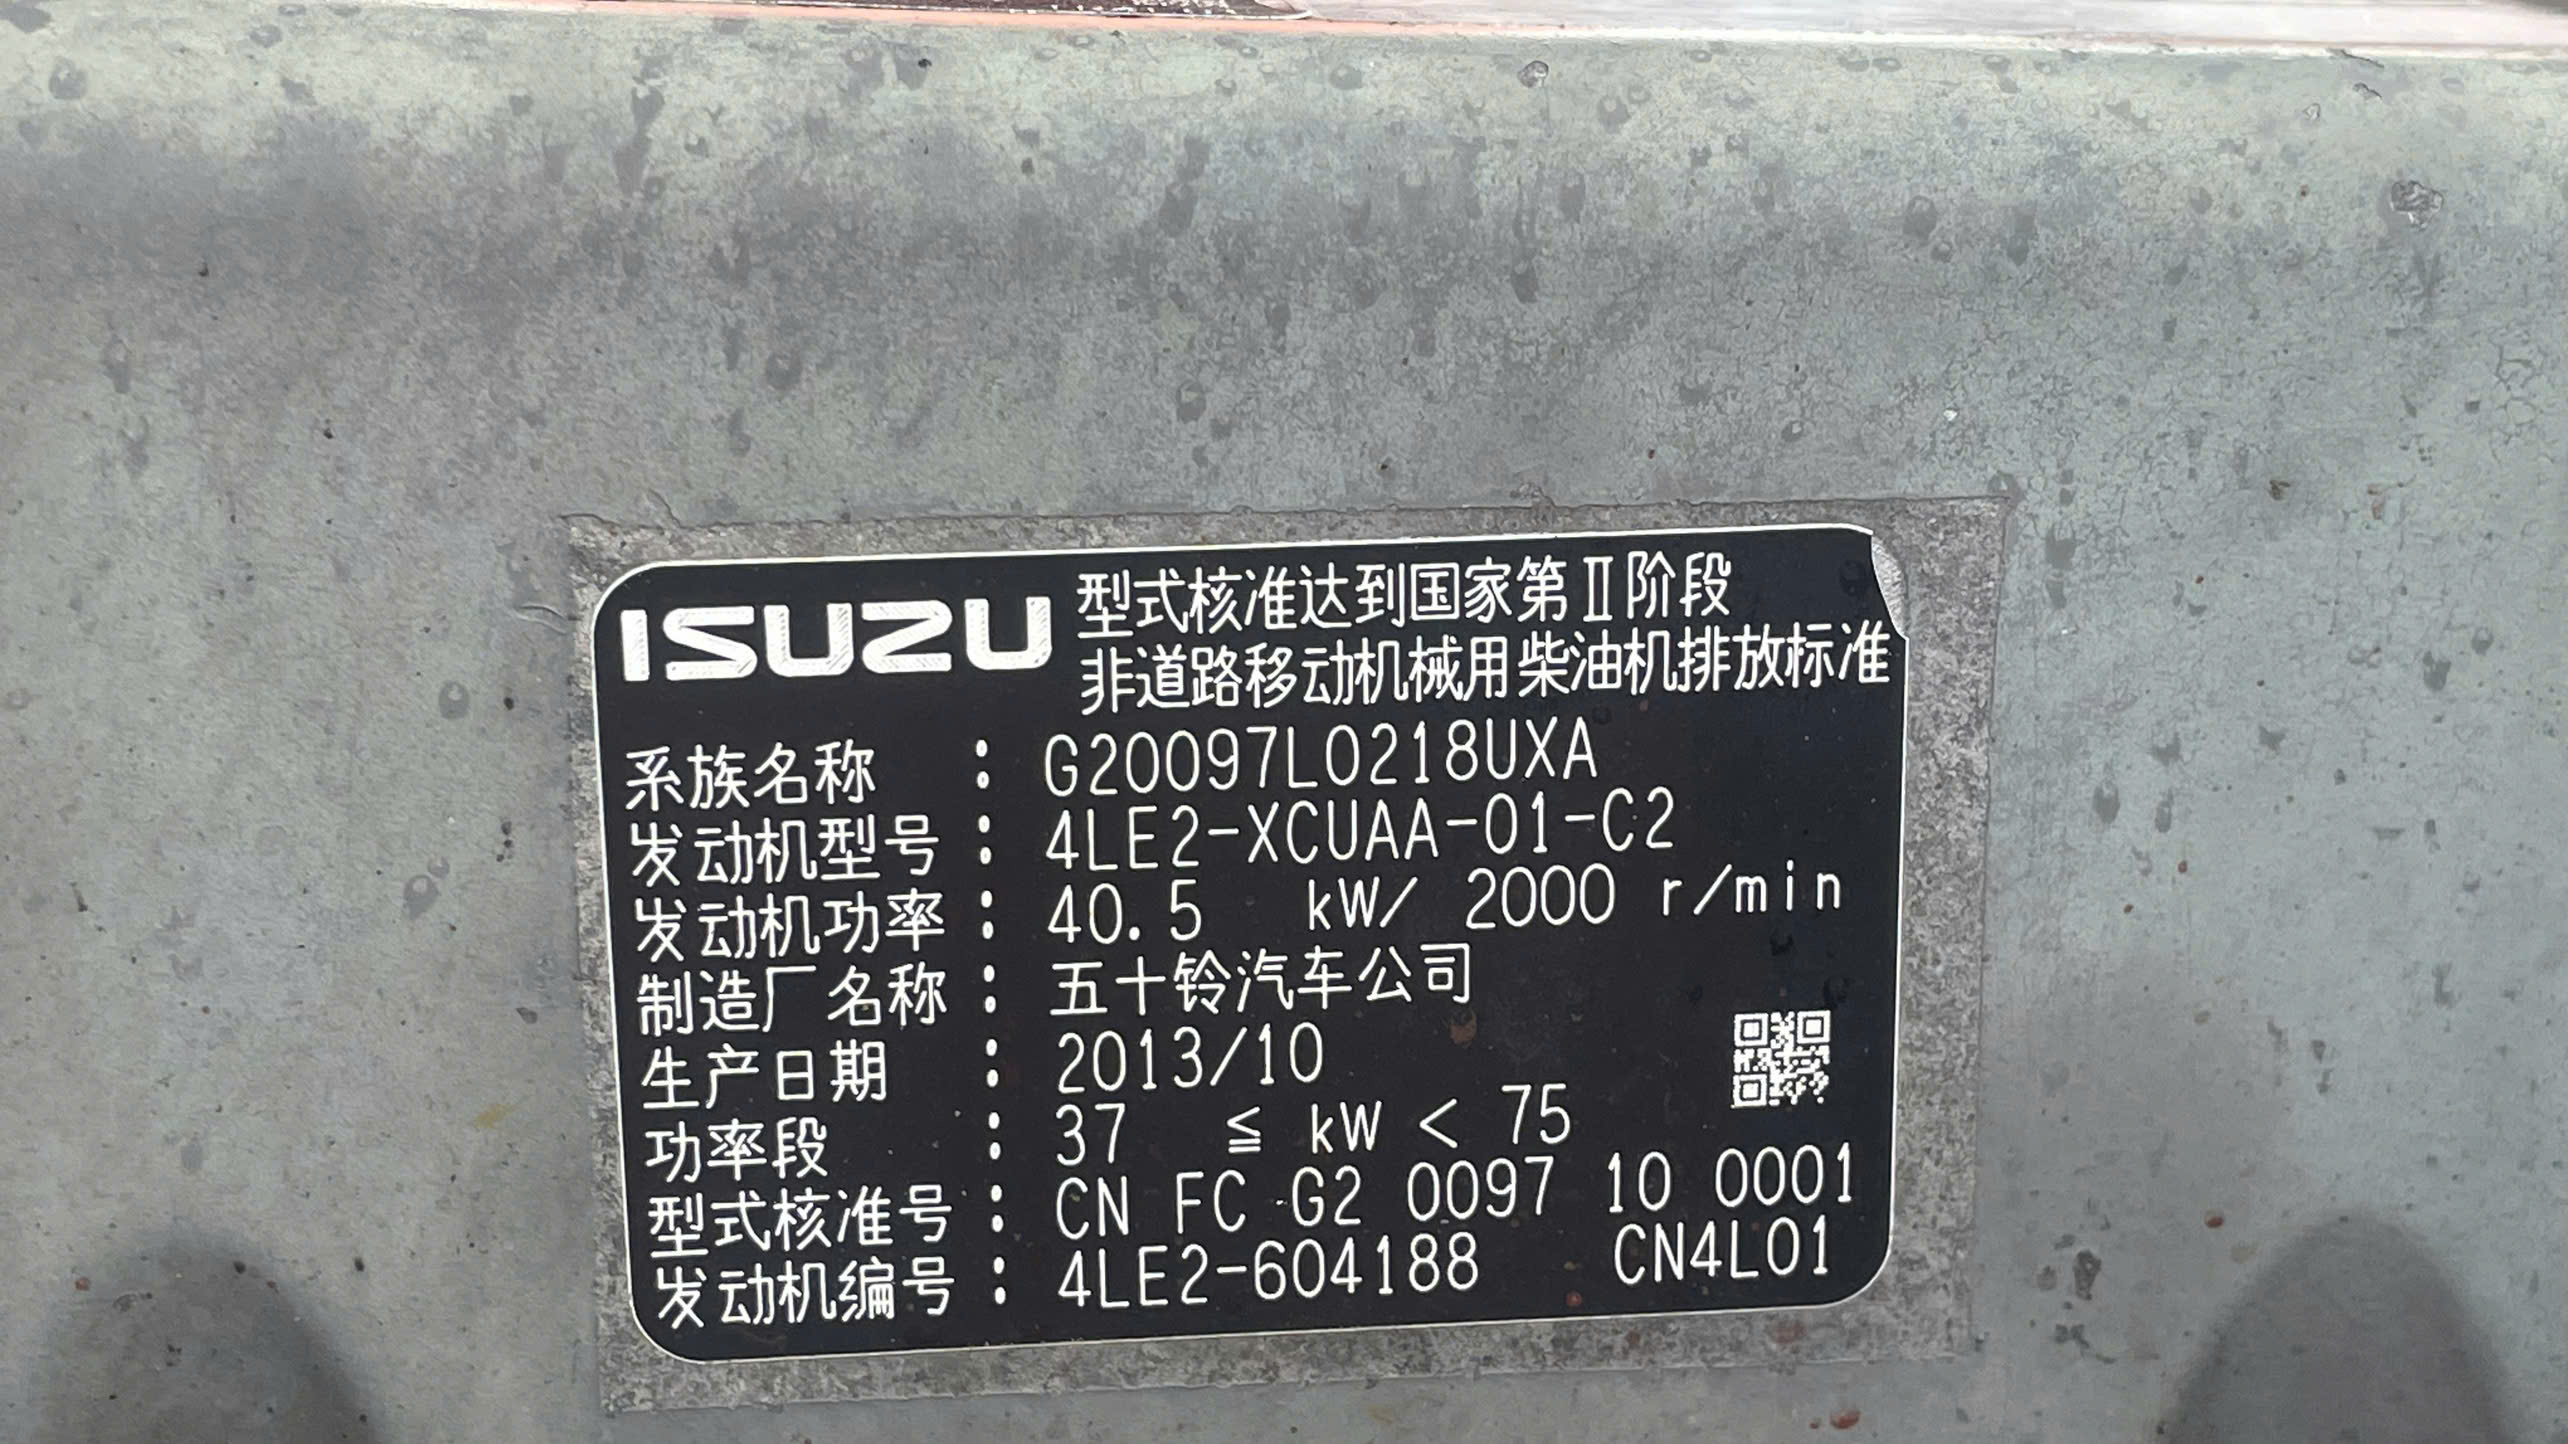 ISUZU 型式核准达到国家第Ⅱ阶段
非道路移动机械用柴油机排放标准
系族名称 : G20097L0218UXA
发动机型号 : 4LE2-XCUAA-01-C2
发动机功率 : 40.5 kW/ 2000 r/min
制造厂名称 : 五十铃汽车公司
生产日期 : 2013/10
功率段 : 37 ≦ kW < 75
型式核准号 : CN FC G2 0097 10 0001
发动机编号 : 4LE2-604188 CN4L01